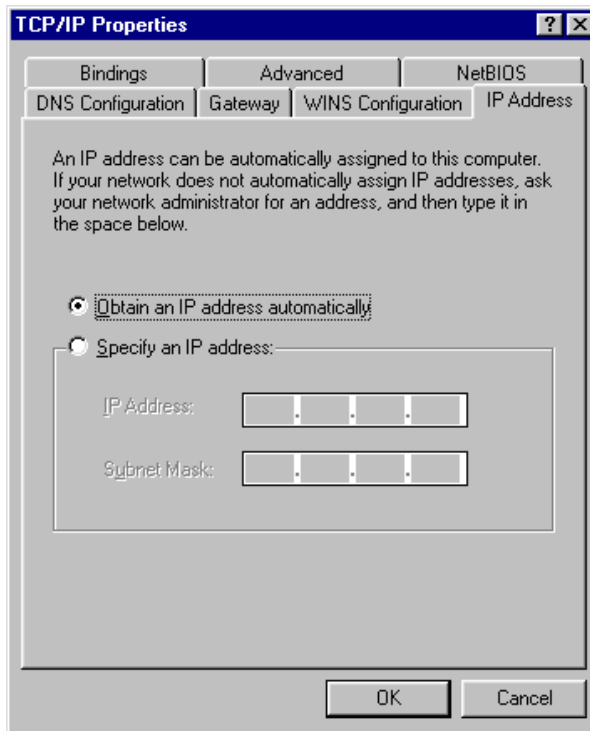 TCP/IP Properties
Bindings
Advanced
NetBIOS
DNS Configuration
Gateway
WINS Configuration
IP Address
An IP address can be automatically assigned to this computer.
If your network does not automatically assign IP addresses, ask
your network administrator for an address, and then type it in
the space below.
Obtain an IP address automatically
Specify an IP address:
IP Address:
Subnet Mask:
OK
Cancel